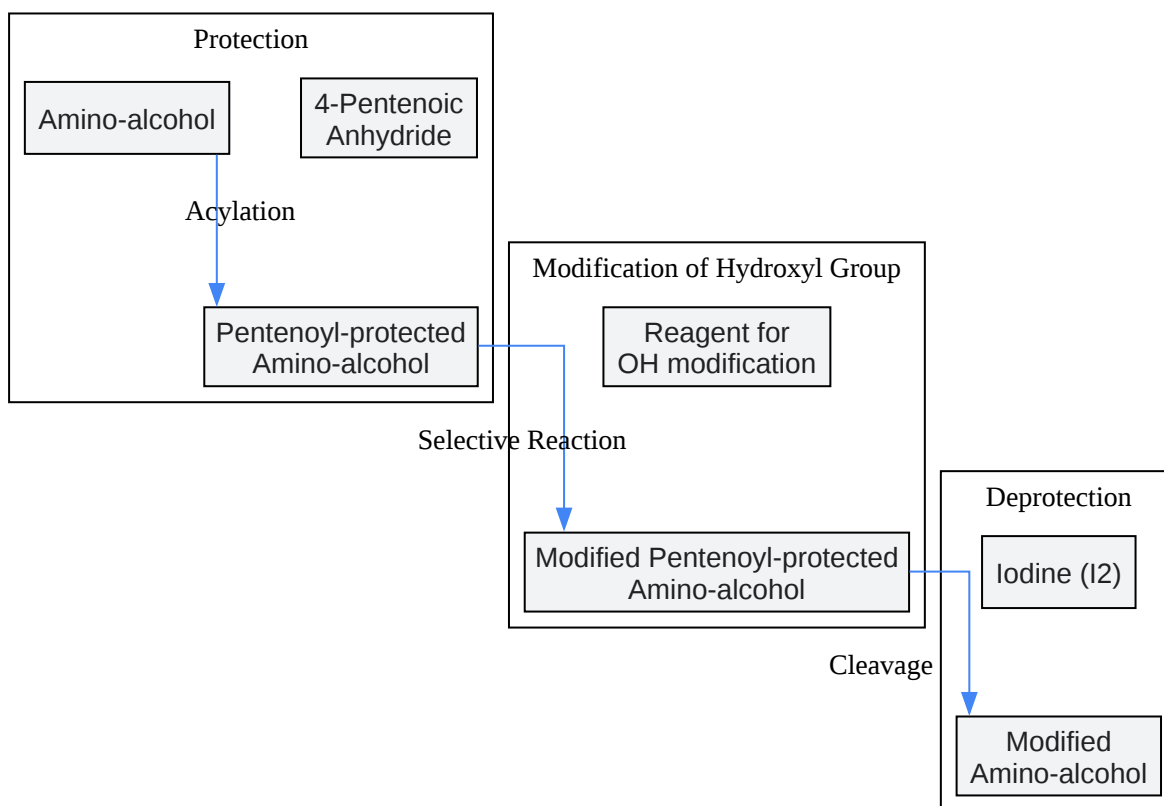 Protection
Amino-alcohol
4-Pentenoic
Anhydride
Acylation
Pentenoyl-protected
Amino-alcohol
Modification of Hydroxyl Group
Reagent for
OH modification
Selective Reaction
Modified Pentenoyl-protected
Amino-alcohol
Deprotection
Iodine (I2)
Cleavage
Modified
Amino-alcohol